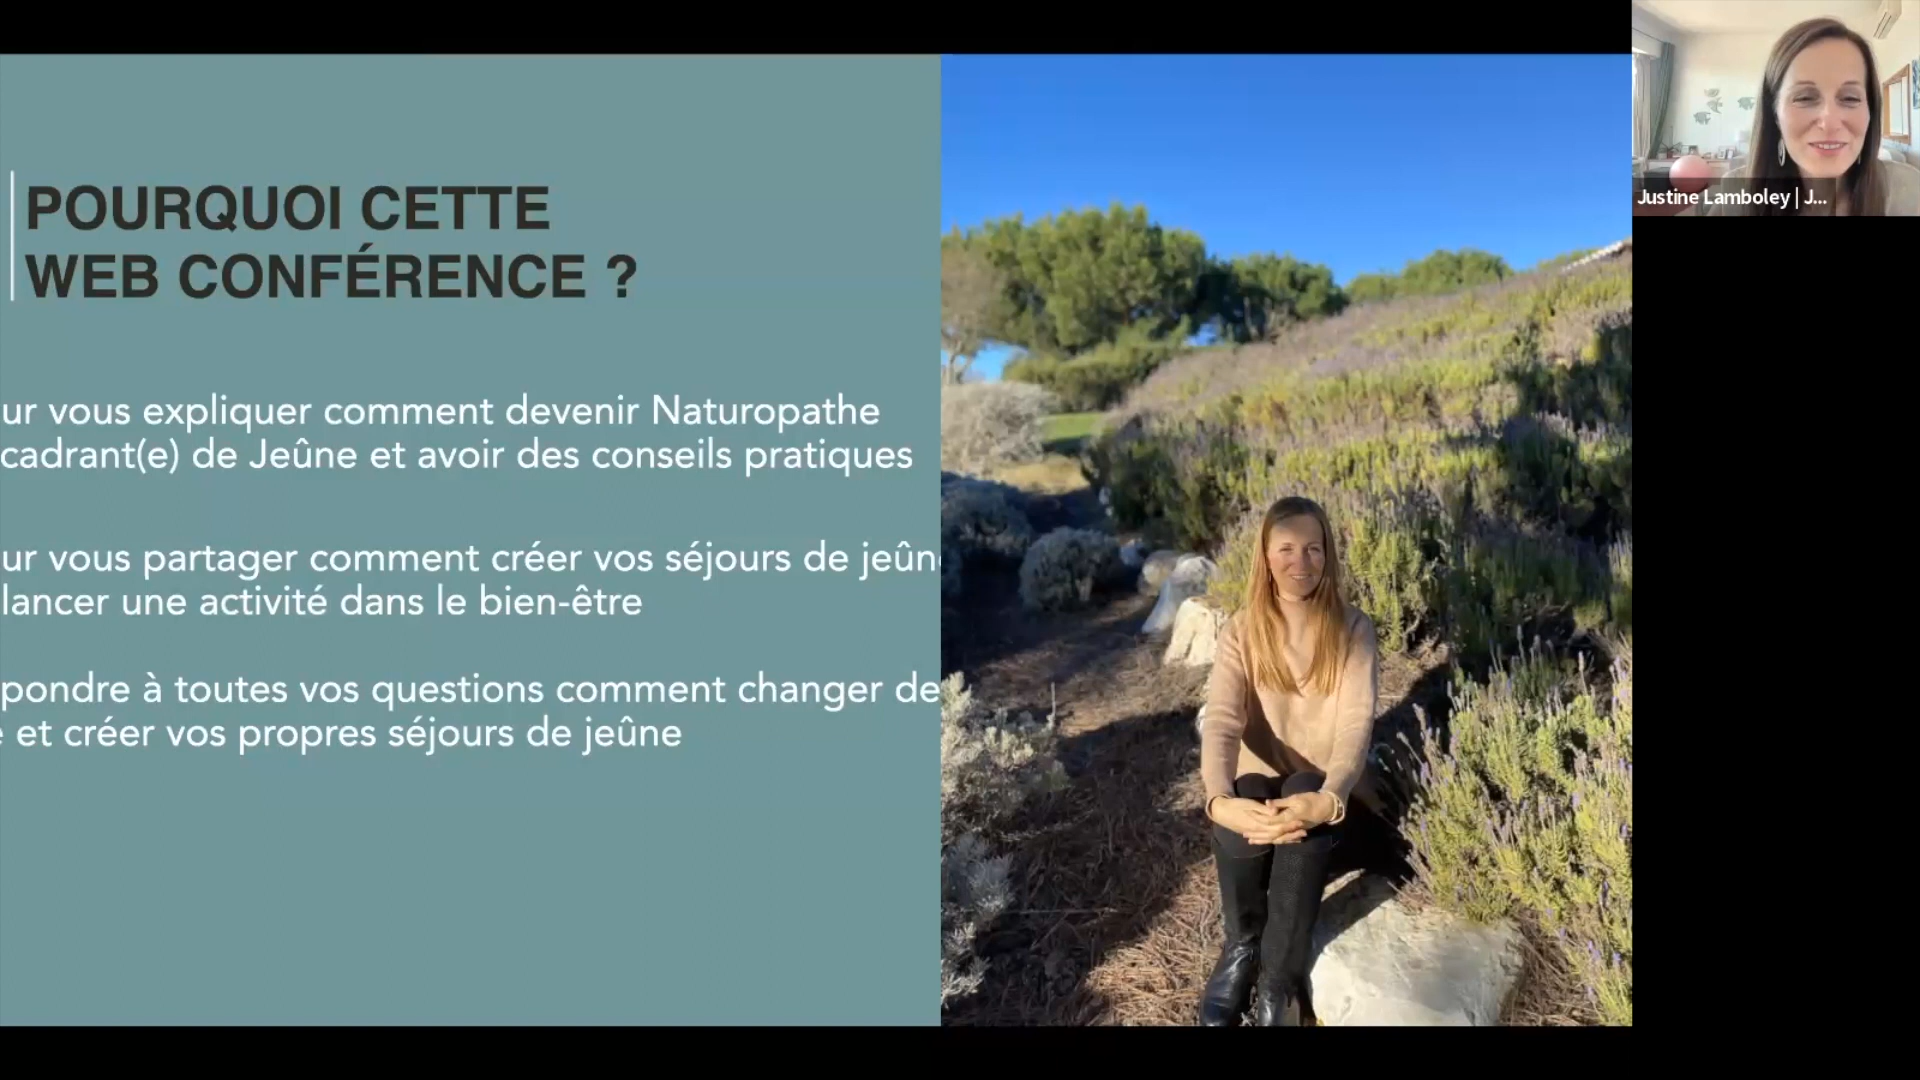 POURQUOI CETTE
WEB CONFÉRENCE ?
ur vous expliquer comment devenir Naturopathe
cadrant(e) de Jeûne et avoir des conseils pratiques
ur vous partager comment créer vos séjours de jeûn
lancer une activité dans le bien-être
pondre à toutes vos questions comment changer de
et créer vos propres séjours de jeûne
Justine Lamboley | J...